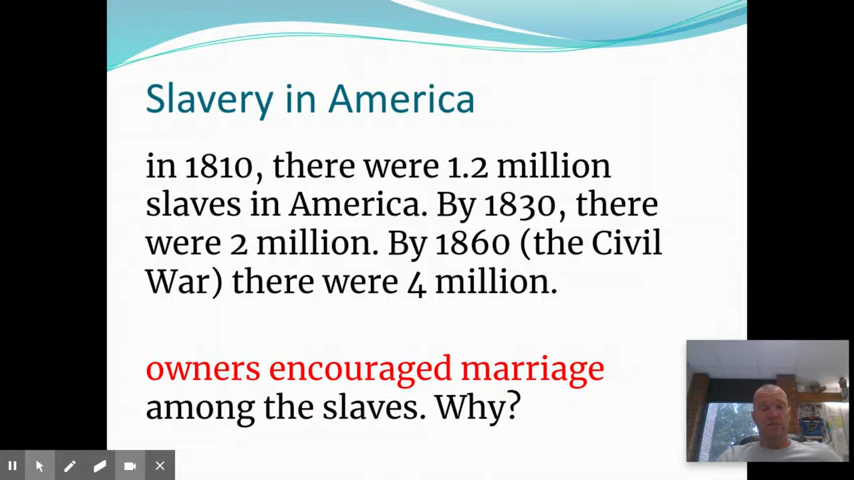 Slavery in America
in 1810, there were 1.2 million
slaves in America. By 1830, there
were 2 million. By 1860 (the Civil
War) there were 4 million.
owners encouraged marriage
among the slaves. Why?